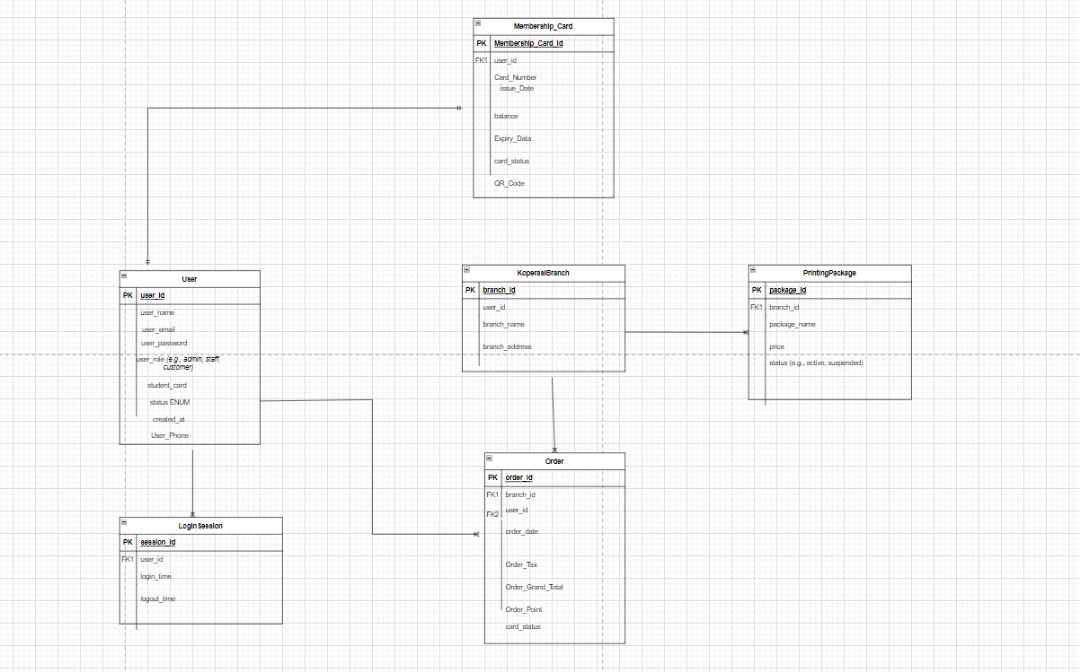 Membership_Card
PK Membership_Card_Id
FK1 user_id
Card_Number
issue_Date
balance
Expiry_Data
card_status
QR_Code
User
PK user_id
user_name
user_email
user_password
user_role (e.g., admin, staff,
customer)
student_card
status ENUM
created_at
User_Phone
KoperasiBranch
PK branch_id
user_id
branch_name
branch_address
PrintingPackage
PK package_id
FK1 branch_id
package_name
price
status (e.g., active, suspended)
LoginSession
PK session_id
FK1 user_id
login_time
logout_time
Order
PK order_id
FK1 branch_id
FK2 user_id
order_date
Order_Tax
Order_Grand_Total
Order_Point
card_status